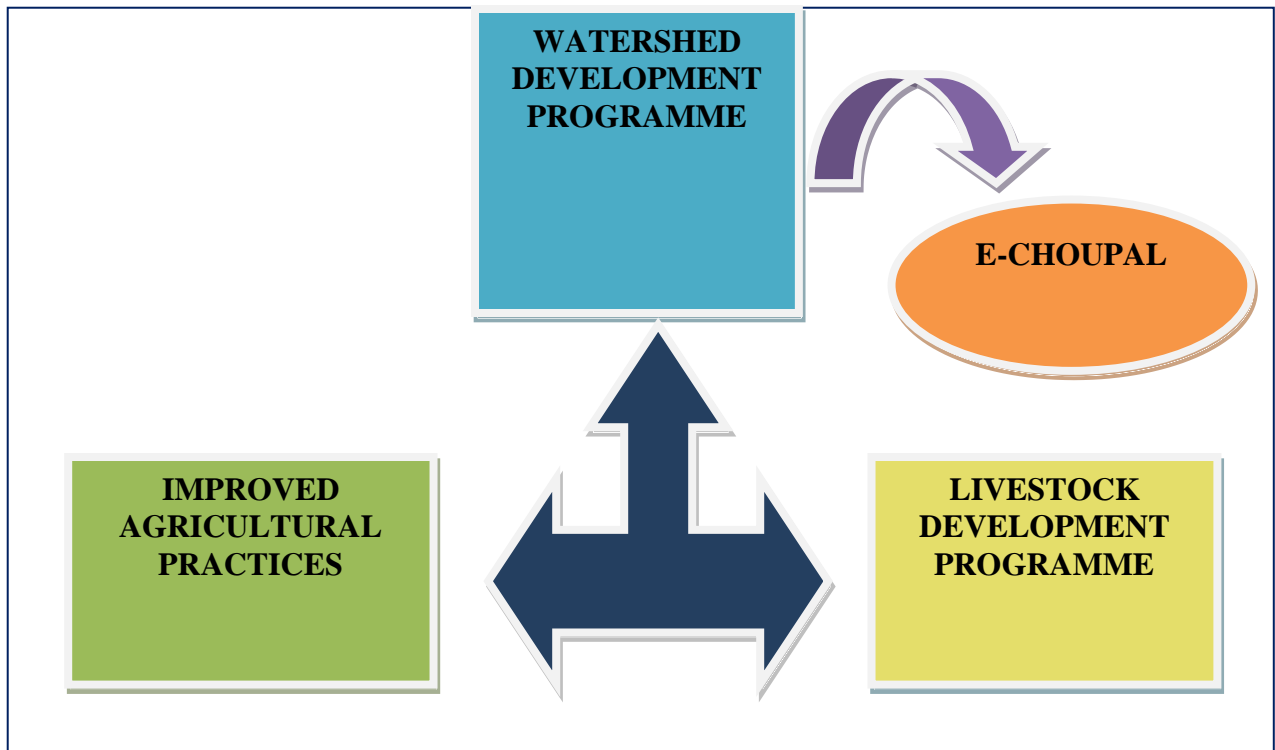 WATERSHED
DEVELOPMENT
PROGRAMME
E-CHOUPAL
IMPROVED
AGRICULTURAL
PRACTICES
LIVESTOCK
DEVELOPMENT
PROGRAMME